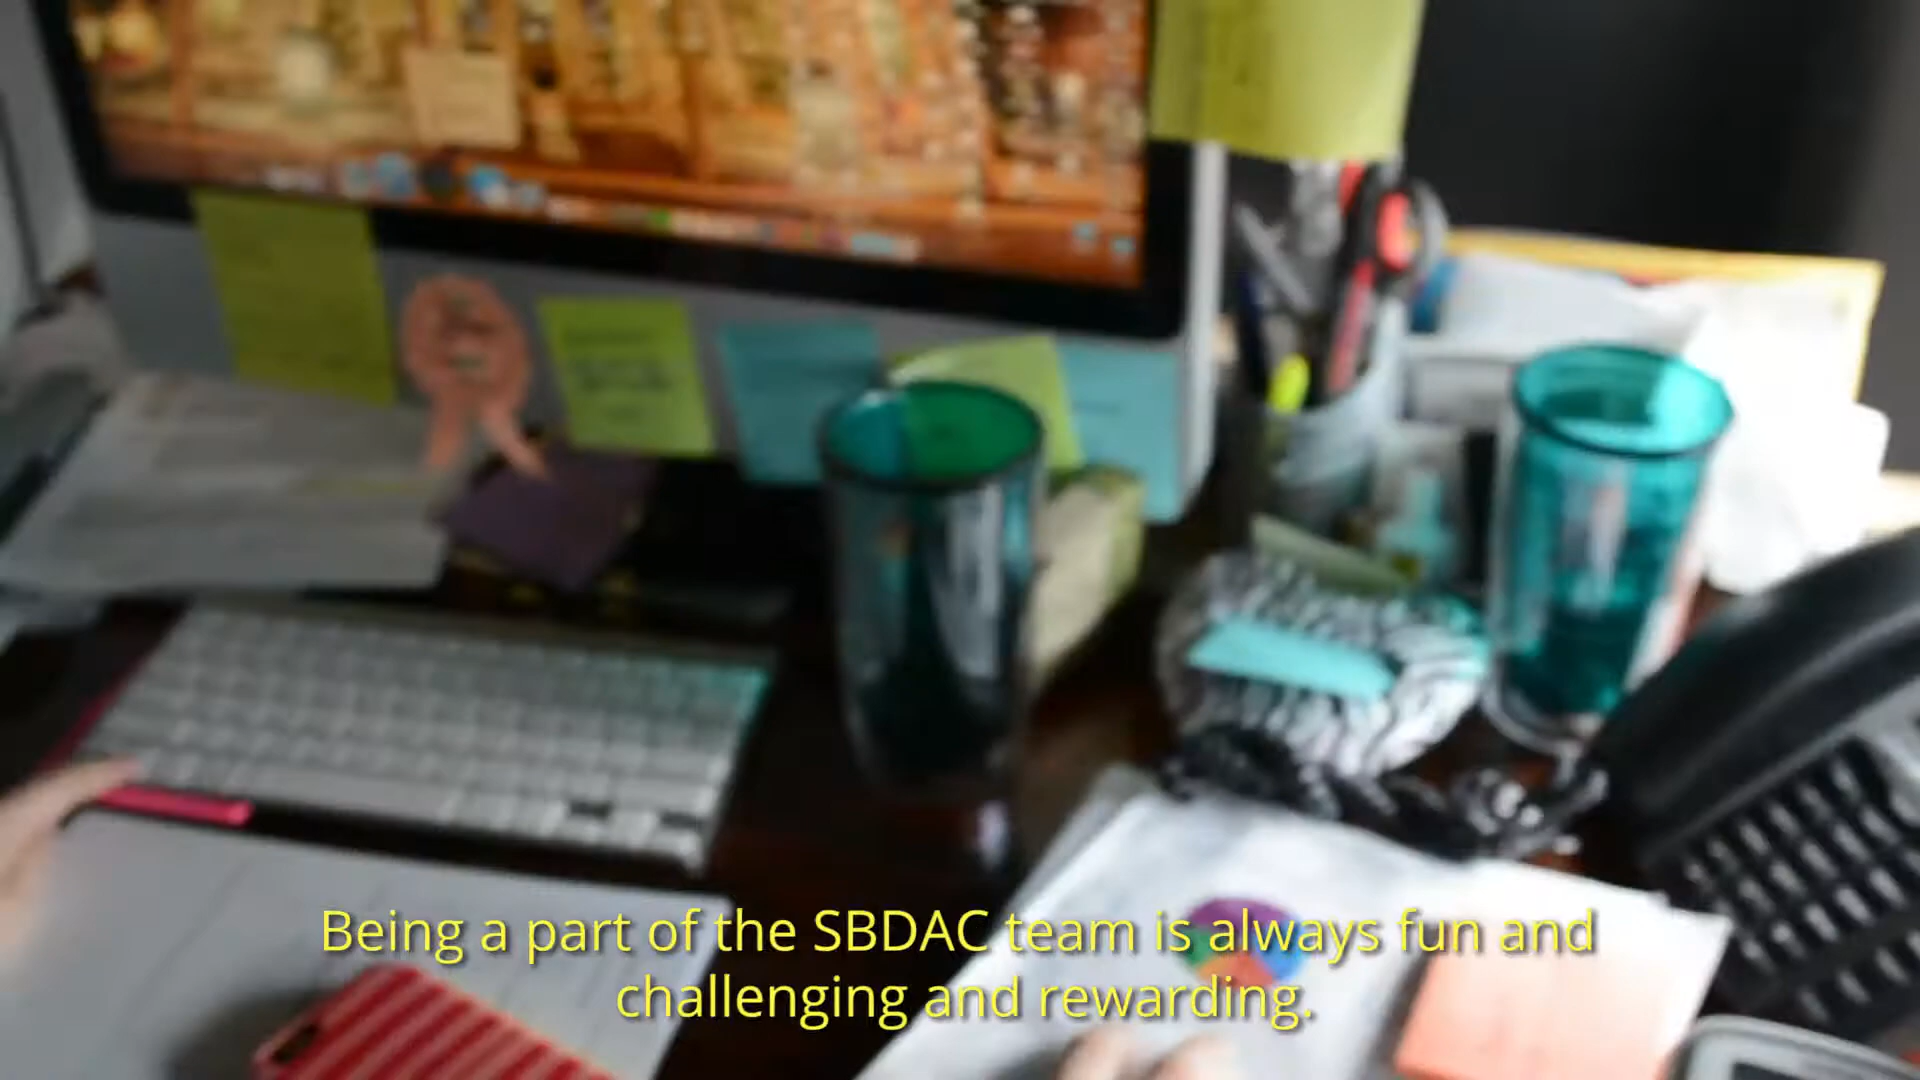 Being a part of the SBDAC team is always fun and
challenging and rewarding.